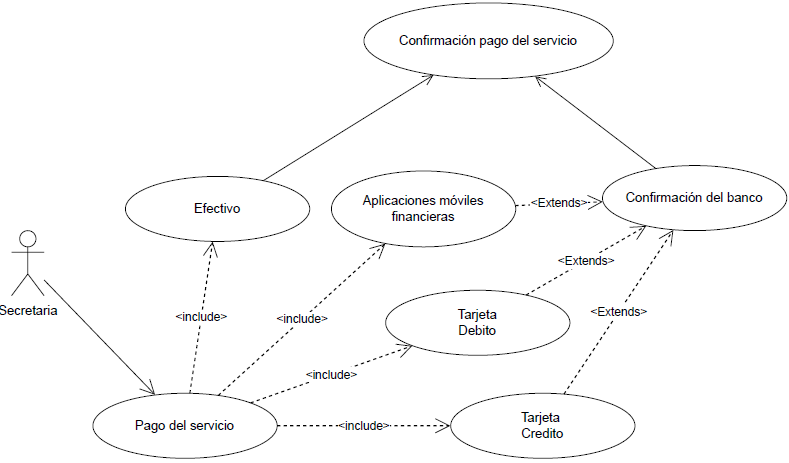 Confirmación pago del servicio
Efectivo
Aplicaciones móviles
financieras
<Extends>
Confirmación del banco
<Extends>
Secretaria
<include>
<include>
Tarjeta
Debito
<Extends>
<include>
Pago del servicio
<include>
Tarjeta
Credito